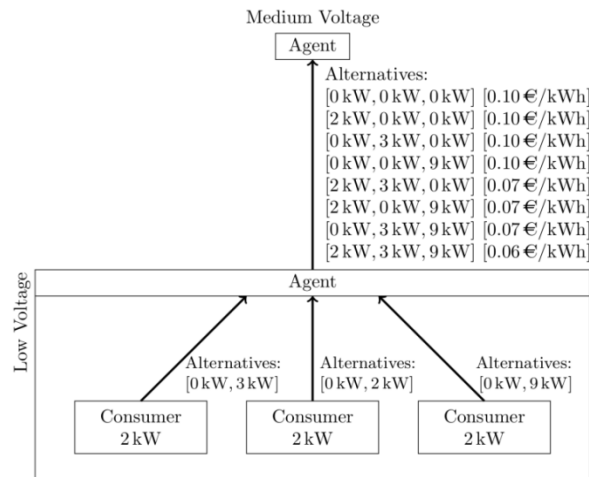 Medium Voltage
Agent
Alternatives:
[0 kW, 0 kW, 0 kW] [0.10 €/kWh]
[2 kW, 0 kW, 0 kW] [0.10 €/kWh]
[0 kW, 3 kW, 0 kW] [0.10 €/kWh]
[0 kW, 0 kW, 9 kW] [0.10 €/kWh]
[2 kW, 3 kW, 0 kW] [0.07 €/kWh]
[2 kW, 0 kW, 9 kW] [0.07 €/kWh]
[0 kW, 3 kW, 9 kW] [0.07 €/kWh]
[2 kW, 3 kW, 9 kW] [0.06 €/kWh]
Low Voltage
Agent
Alternatives:
[0 kW, 3 kW]
Alternatives:
[0 kW, 2 kW]
Alternatives:
[0 kW, 9 kW]
Consumer
2 kW
Consumer
2 kW
Consumer
2 kW